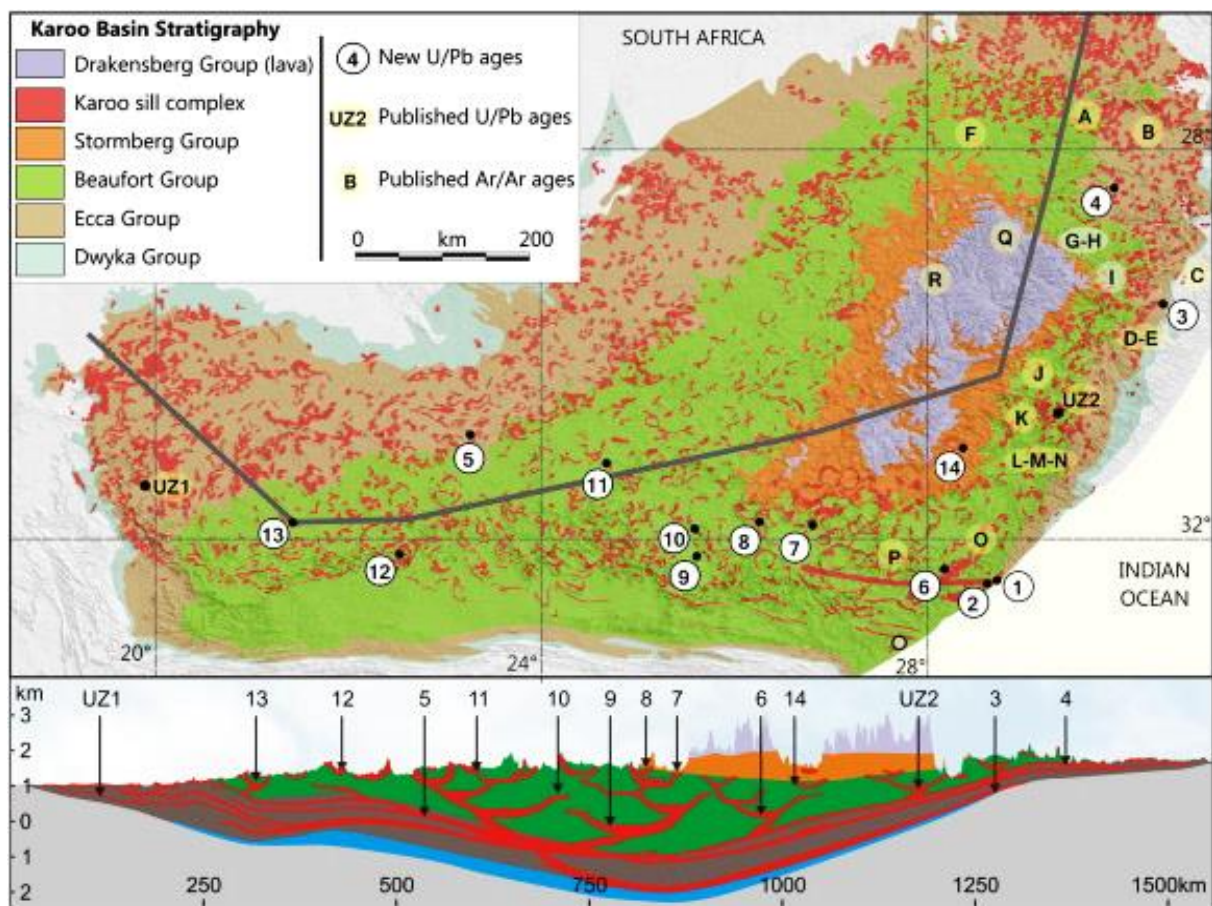 Karoo Basin Stratigraphy
Drakensberg Group (lava)
Karoo sill complex
Stormberg Group
Beaufort Group
Ecca Group
Dwyka Group
4 New U/Pb ages
UZ2 Published U/Pb ages
B Published Ar/Ar ages
0 km 200
SOUTH AFRICA
A
B
F
28°
4
Q
G-H
R
I
C
3
D-E
J
UZ2
K
5
14
L-M-N
11
UZ1
13
10
8
7
32°
12
9
P
O
6
1
2
INDIAN
OCEAN
20°
24°
28°
km UZ1 13 12 5 11 10 9 8 7 6 14 UZ2 3 4
3
2
1
0
1
2
250 500 750 1000 1250 1500km